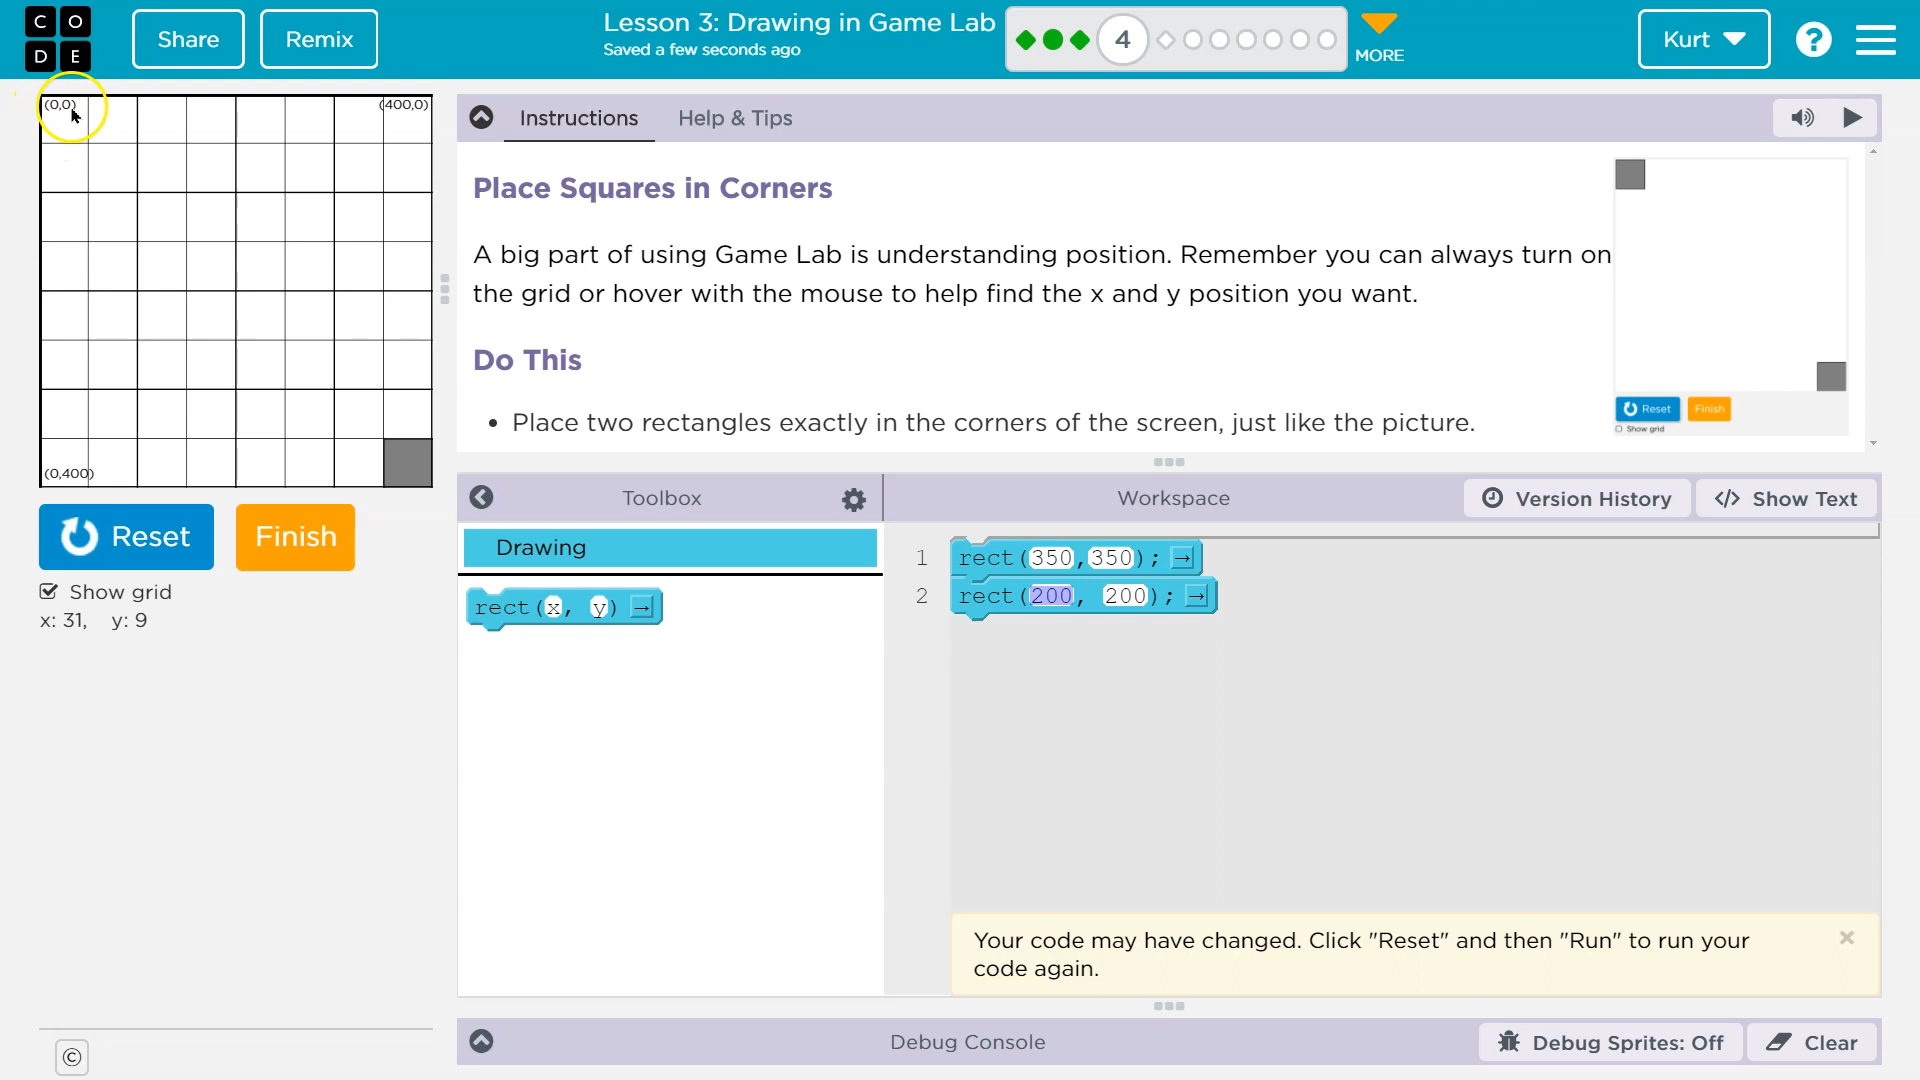 C O
D E
Share
Remix
Lesson 3: Drawing in Game Lab
Saved a few seconds ago
4
MORE
Kurt
?
(0,0)
(400,0)
(0,400)
Reset
Finish
Show grid
x: 31, y: 9
©
Instructions
Help & Tips
Place Squares in Corners
A big part of using Game Lab is understanding position. Remember you can always turn on
the grid or hover with the mouse to help find the x and y position you want.
Do This
• Place two rectangles exactly in the corners of the screen, just like the picture.
Reset
Finish
Show grid
Toolbox
Workspace
Version History
</> Show Text
Drawing
rect(x, y) →
1 rect(350,350); →
2 rect(200, 200); →
Your code may have changed. Click "Reset" and then "Run" to run your
code again.
×
Debug Console
Debug Sprites: Off
Clear